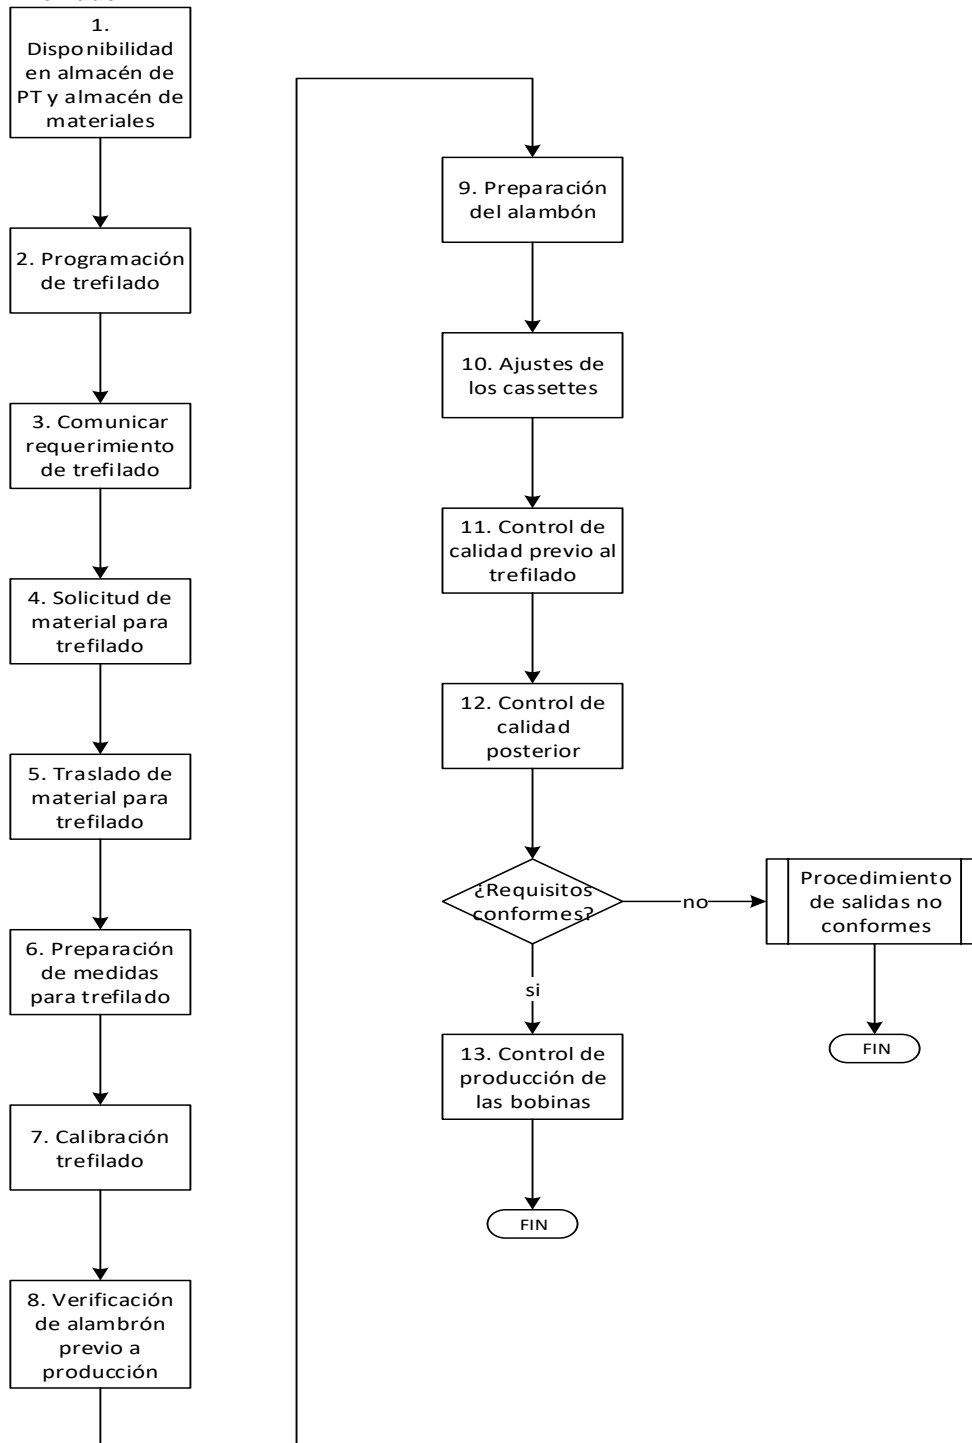 1.
Disponibilidad
en almacén de
PT y almacén de
materiales
2. Programación
de trefilado
3. Comunicar
requerimiento
de trefilado
4. Solicitud de
material para
trefilado
5. Traslado de
material para
trefilado
6. Preparación
de medidas
para trefilado
7. Calibración
trefilado
8. Verificación
de alambrón
previo a
producción
9. Preparación
del alambón
10. Ajustes de
los cassettes
11. Control de
calidad previo al
trefilado
12. Control de
calidad
posterior
¿Requisitos
conformes?
no
Procedimiento
de salidas no
conformes
FIN
si
13. Control de
producción de
las bobinas
FIN